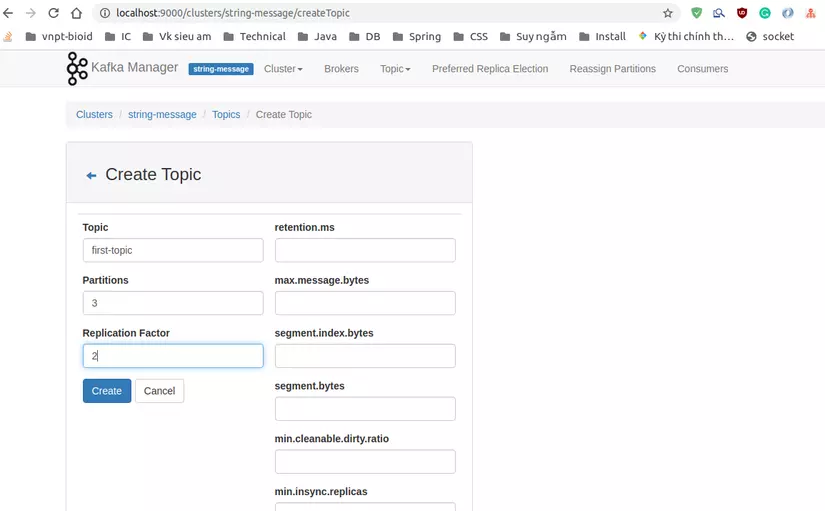 localhost:9000/clusters/string-message/createTopic
vnpt-bioid IC Vk sieu am Technical Java DB Spring CSS Suy ngẫm Install Kỳ thi chính th… socket
Kafka Manager string-message Cluster Brokers Topic Preferred Replica Election Reassign Partitions Consumers
Clusters / string-message / Topics / Create Topic
Create Topic
Topic retention.ms
first-topic
Partitions max.message.bytes
3
Replication Factor segment.index.bytes
2
segment.bytes
Create Cancel
min.cleanable.dirty.ratio
min.insync.replicas